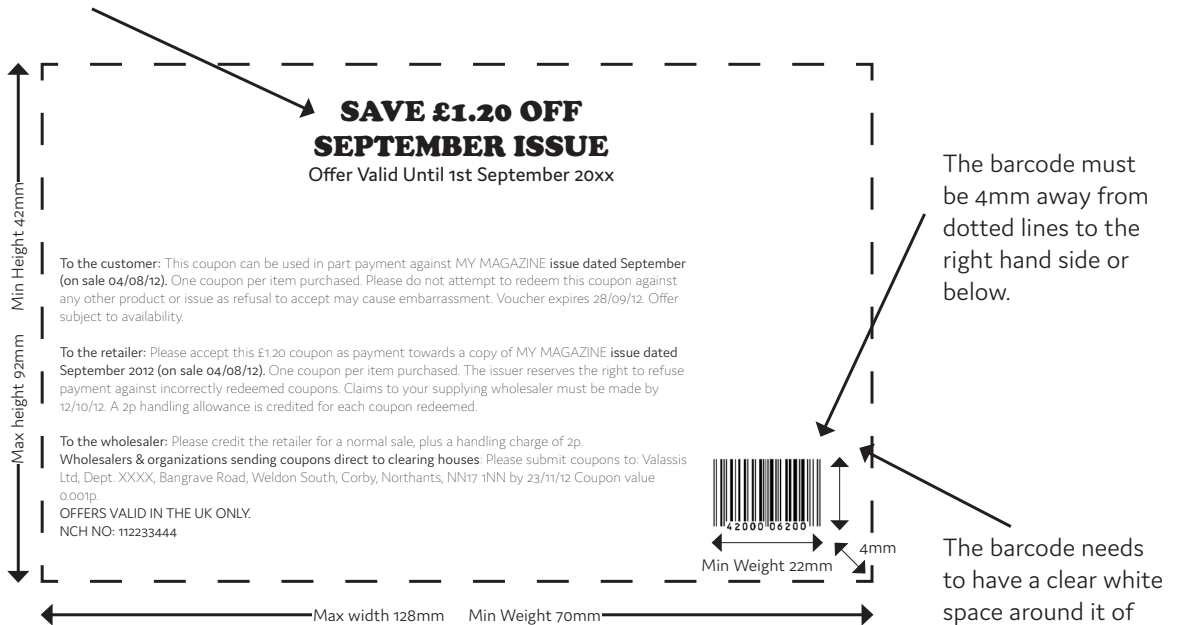 SAVE £1.20 OFF
SEPTEMBER ISSUE
Offer Valid Until 1st September 20xx
Max height 92mm Min Height 42mm
To the customer: This coupon can be used in part payment against MY MAGAZINE issue dated September
(on sale 04/08/12). One coupon per item purchased. Please do not attempt to redeem this coupon against
any other product or issue as refusal to accept may cause embarrassment. Voucher expires 28/09/12. Offer
subject to availability.
To the retailer: Please accept this £1.20 coupon as payment towards a copy of MY MAGAZINE issue dated
September 2012 (on sale 04/08/12). One coupon per item purchased. The issuer reserves the right to refuse
payment against incorrectly redeemed coupons. Claims to your supplying wholesaler must be made by
12/10/12. A 2p handling allowance is credited for each coupon redeemed.
To the wholesaler: Please credit the retailer for a normal sale, plus a handling charge of 2p.
Wholesalers & organizations sending coupons direct to clearing houses: Please submit coupons to: Valassis
Ltd, Dept. XXXX, Bangrave Road, Weldon South, Corby, Northants, NN17 1NN by 23/11/12 Coupon value
0.001p.
OFFERS VALID IN THE UK ONLY.
NCH NO: 112233444
42000 06200
Min Weight 22mm
4mm
Max width 128mm Min Weight 70mm
The barcode must
be 4mm away from
dotted lines to the
right hand side or
below.
The barcode needs
to have a clear white
space around it of